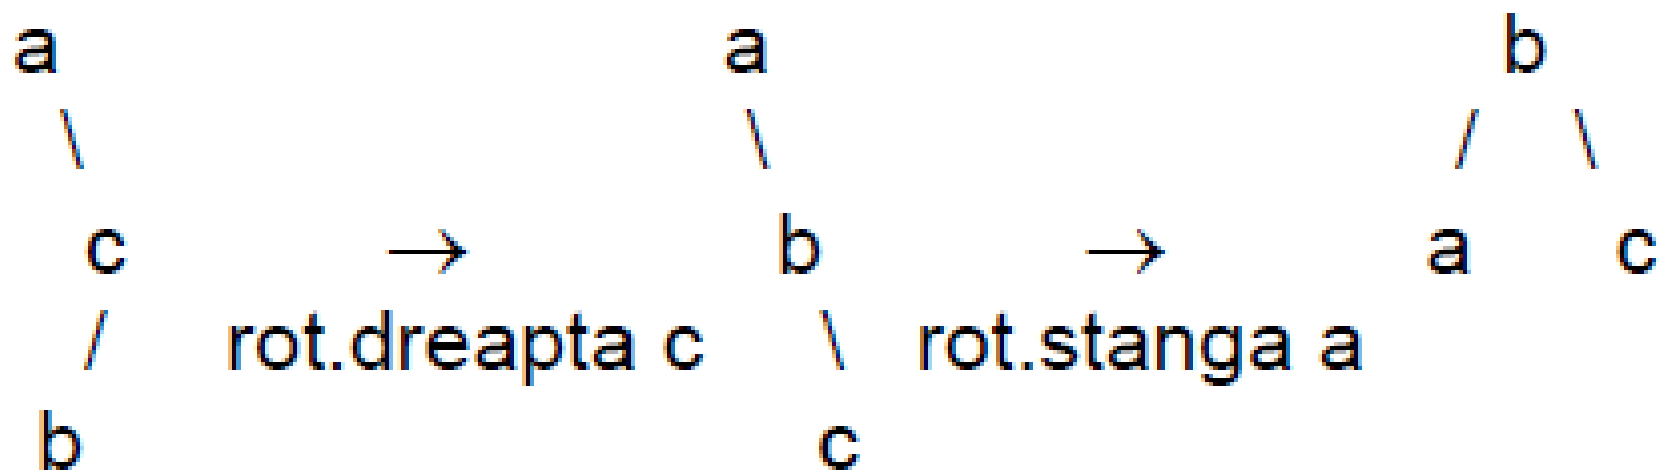 a a b
\ \ / \
c → b → a c
/ rot.dreapta c \ rot.stanga a
b c